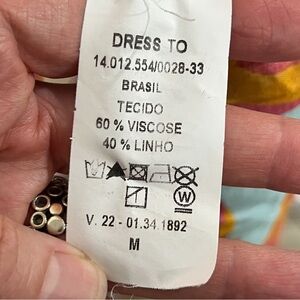 DRESS TO
14.012.554/0028-33
BRASIL
TECIDO
60 % VISCOSE
40 % LINHO
W
V. 22 - 01.34.1892
M